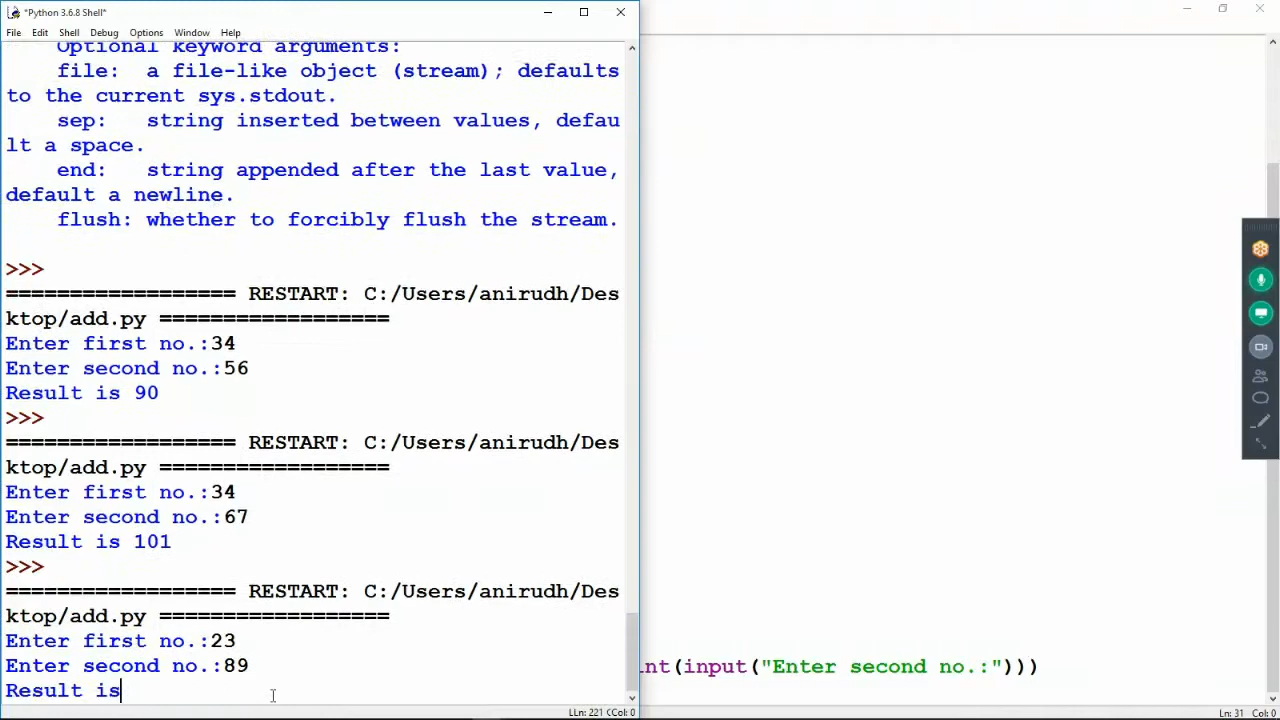 *Python 3.6.8 Shell*
File Edit Shell Debug Options Window Help
Optional keyword arguments:
file: a file-like object (stream); defaults
to the current sys.stdout.
sep: string inserted between values, defau
lt a space.
end: string appended after the last value,
default a newline.
flush: whether to forcibly flush the stream.
>>>
================== RESTART: C:/Users/anirudh/Des
ktop/add.py ==================
Enter first no.:34
Enter second no.:56
Result is 90
>>>
================== RESTART: C:/Users/anirudh/Des
ktop/add.py ==================
Enter first no.:34
Enter second no.:67
Result is 101
>>>
================== RESTART: C:/Users/anirudh/Des
ktop/add.py ==================
Enter first no.:23
Enter second no.:89
Result is
int(input("Enter second no.:")))
LLn: 221 (Col: 0
Ln: 31 Col: 0